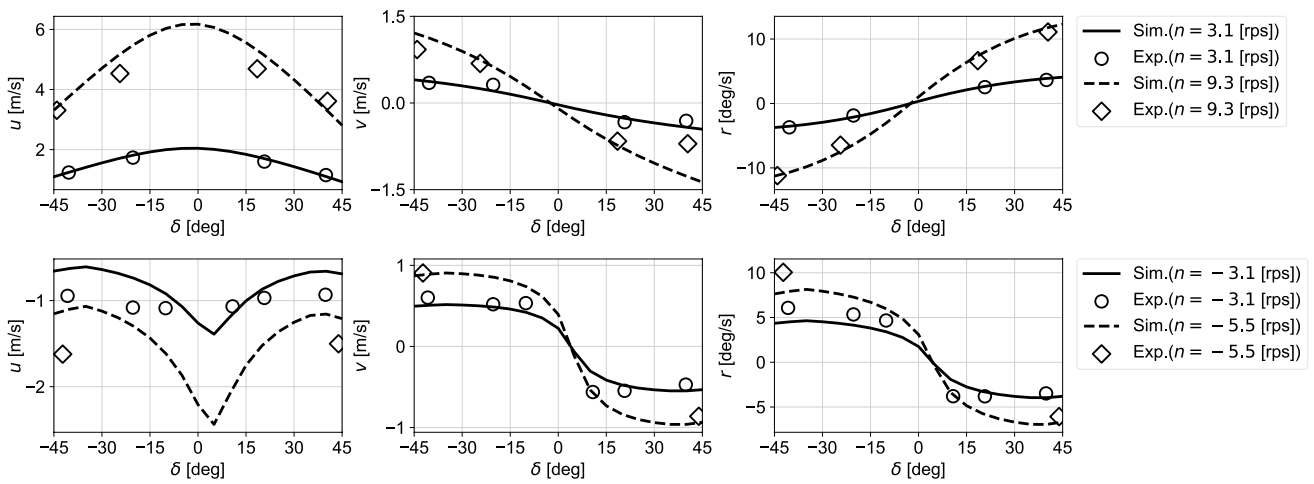 6
4
2
u [m/s]
−45 −30 −15 0 15 30 45
δ [deg]
1.5
0.0
−1.5
v [m/s]
−45 −30 −15 0 15 30 45
δ [deg]
10
0
−10
r [deg/s]
−45 −30 −15 0 15 30 45
δ [deg]
Sim.(n = 3.1 [rps])
Exp.(n = 3.1 [rps])
Sim.(n = 9.3 [rps])
Exp.(n = 9.3 [rps])
−1
−2
u [m/s]
−45 −30 −15 0 15 30 45
δ [deg]
1
0
−1
v [m/s]
−45 −30 −15 0 15 30 45
δ [deg]
10
5
0
−5
r [deg/s]
−45 −30 −15 0 15 30 45
δ [deg]
Sim.(n = − 3.1 [rps])
Exp.(n = − 3.1 [rps])
Sim.(n = − 5.5 [rps])
Exp.(n = − 5.5 [rps])